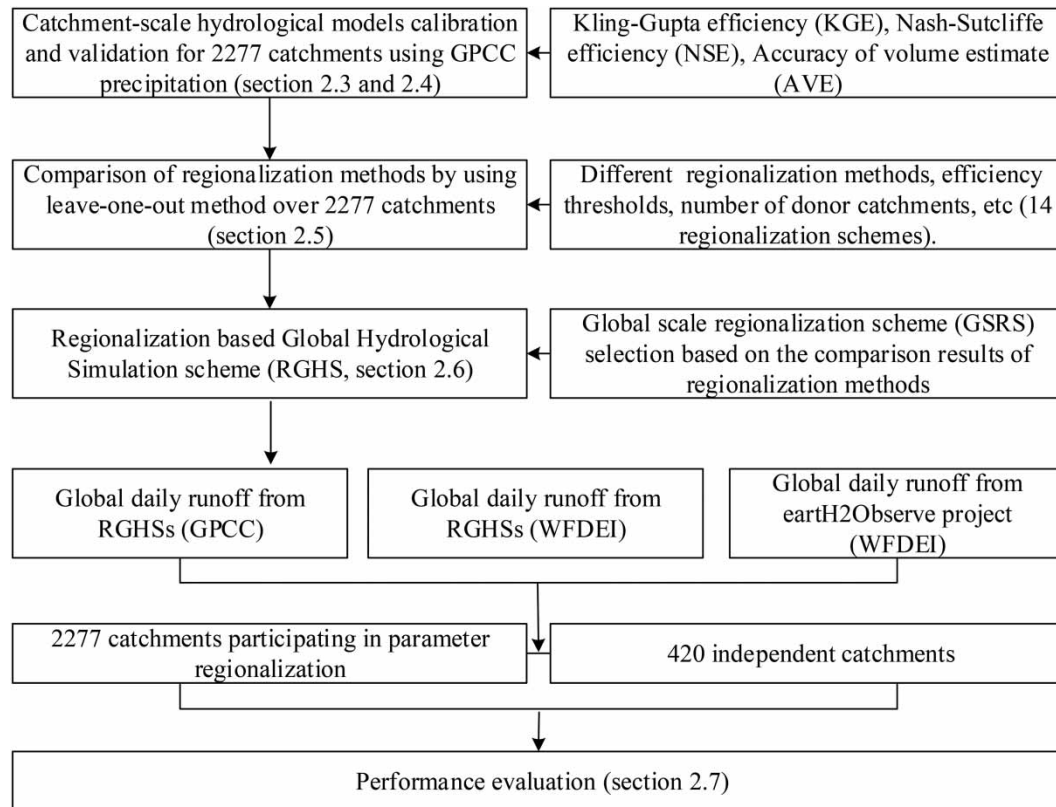 Catchment-scale hydrological models calibration
and validation for 2277 catchments using GPCC
precipitation (section 2.3 and 2.4)
Kling-Gupta efficiency (KGE), Nash-Sutcliffe
efficiency (NSE), Accuracy of volume estimate
(AVE)
Comparison of regionalization methods by using
leave-one-out method over 2277 catchments
(section 2.5)
Different regionalization methods, efficiency
thresholds, number of donor catchments, etc (14
regionalization schemes).
Regionalization based Global Hydrological
Simulation scheme (RGHS, section 2.6)
Global scale regionalization scheme (GSRS)
selection based on the comparison results of
regionalization methods
Global daily runoff from
RGHSs (GPCC)
Global daily runoff from
RGHSs (WFDEI)
Global daily runoff from
eartH2Observe project
(WFDEI)
2277 catchments participating in parameter
regionalization
420 independent catchments
Performance evaluation (section 2.7)